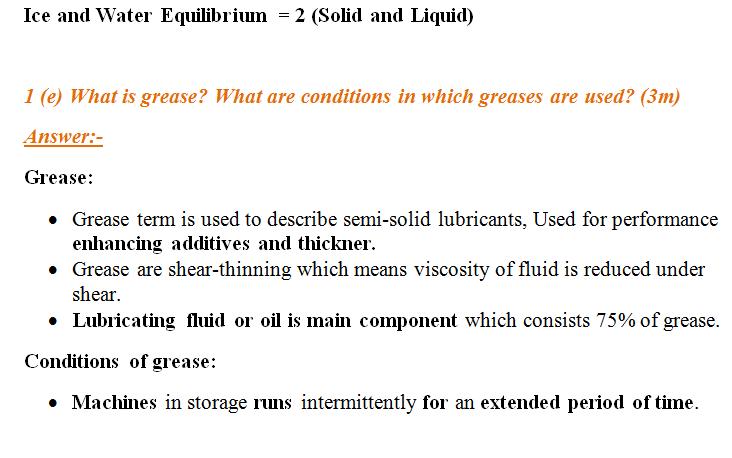 Ice and Water Equilibrium = 2 (Solid and Liquid)
1 (e) What is grease? What are conditions in which greases are used? (3m)
Answer:-
Grease:
• Grease term is used to describe semi-solid lubricants, Used for performance
enhancing additives and thickner.
• Grease are shear-thinning which means viscosity of fluid is reduced under
shear.
• Lubricating fluid or oil is main component which consists 75% of grease.
Conditions of grease:
• Machines in storage runs intermittently for an extended period of time.